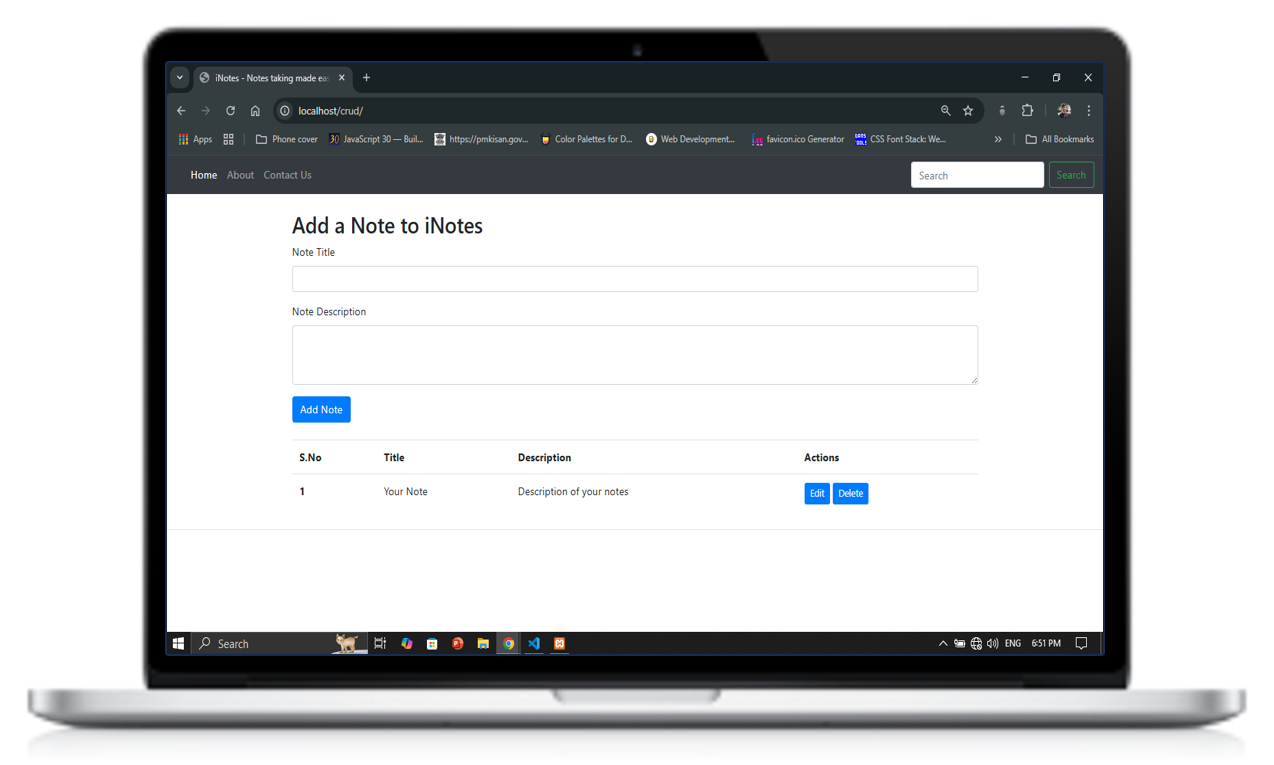 iNotes - Notes taking made eas
localhost/crud/
Apps Phone cover 30 JavaScript 30 — Buil... https://pmkisan.gov... Color Palettes for D... Web Development... favicon.ico Generator CSS Font Stack: We... » All Bookmarks
Home About Contact Us Search Search
Add a Note to iNotes
Note Title
Note Description
Add Note
S.No Title Description Actions
1 Your Note Description of your notes Edit Delete
Search ENG 6:51 PM